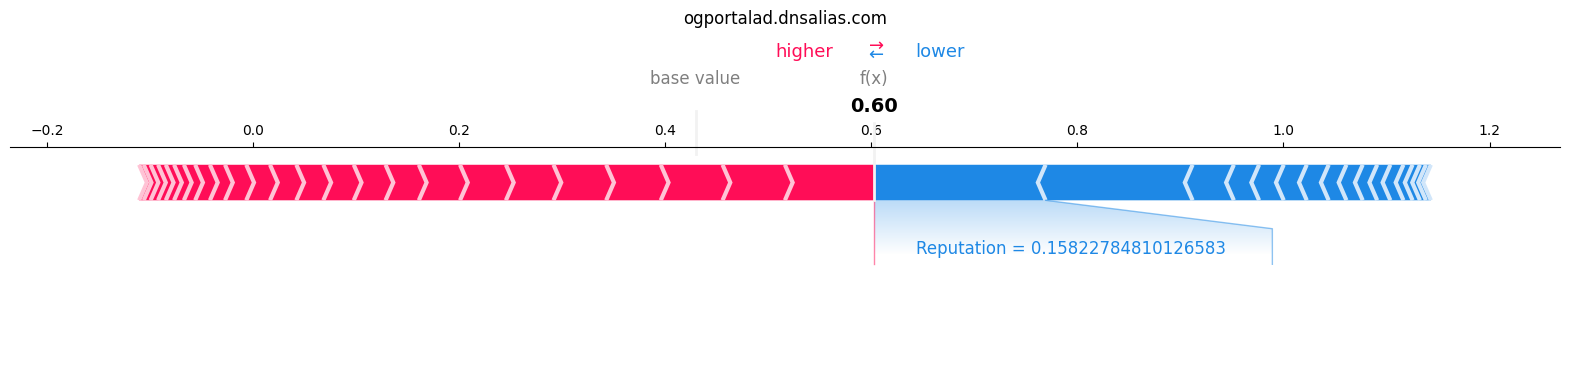 ogportalad.dnsalias.com
higher ⇄ lower
base value f(x)
0.60
−0.2 0.0 0.2 0.4 0.6 0.8 1.0 1.2
Reputation = 0.15822784810126583